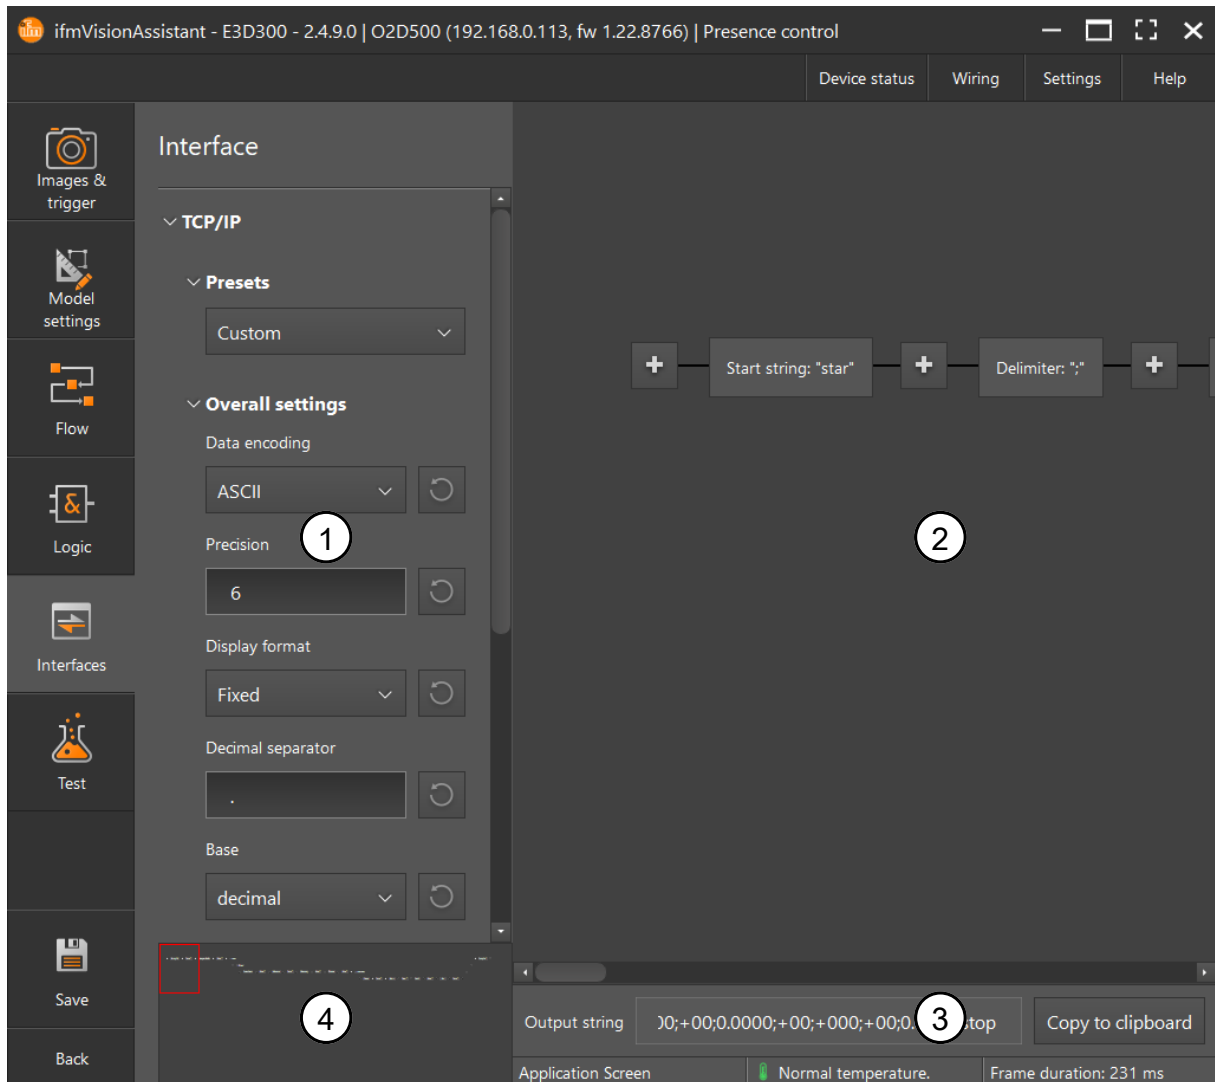 ifm ifmVisionAssistant - E3D300 - 2.4.9.0 | O2D500 (192.168.0.113, fw 1.22.8766) | Presence control
Device status Wiring Settings Help
Images &
trigger
Model
settings
Flow
Logic
Interfaces
Test
Save
Back
Interface
TCP/IP
Presets
Custom
Overall settings
Data encoding
ASCII
1
Precision
6
Display format
Fixed
Decimal separator
.
Base
decimal
4
+ Start string: "star" + Delimiter: ";" +
2
Output string 00;+00;0.0000;+00;+000;+00;0. 3 top Copy to clipboard
Application Screen Normal temperature. Frame duration: 231 ms